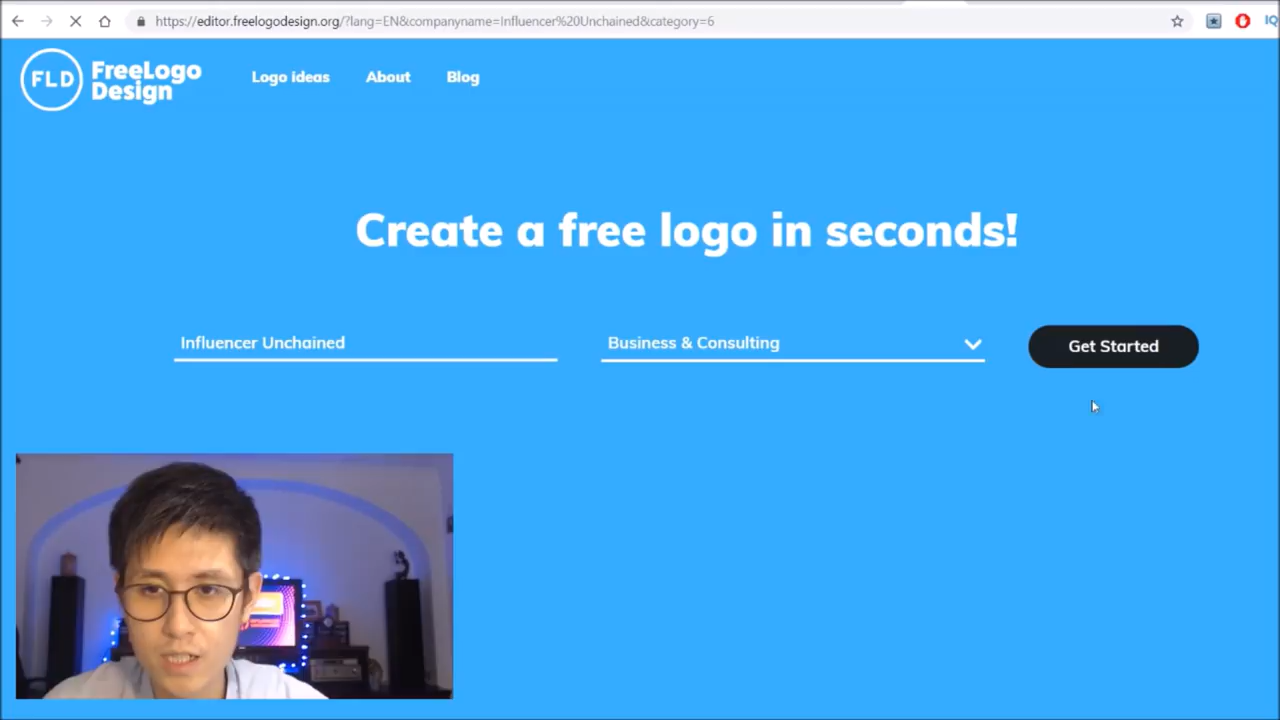 https://editor.freelogodesign.org/?lang=EN&companyname=Influencer%20Unchained&category=6
IQ
FLD
FreeLogo
Design
Logo ideas
About
Blog
Create a free logo in seconds!
Influencer Unchained
Business & Consulting
Get Started